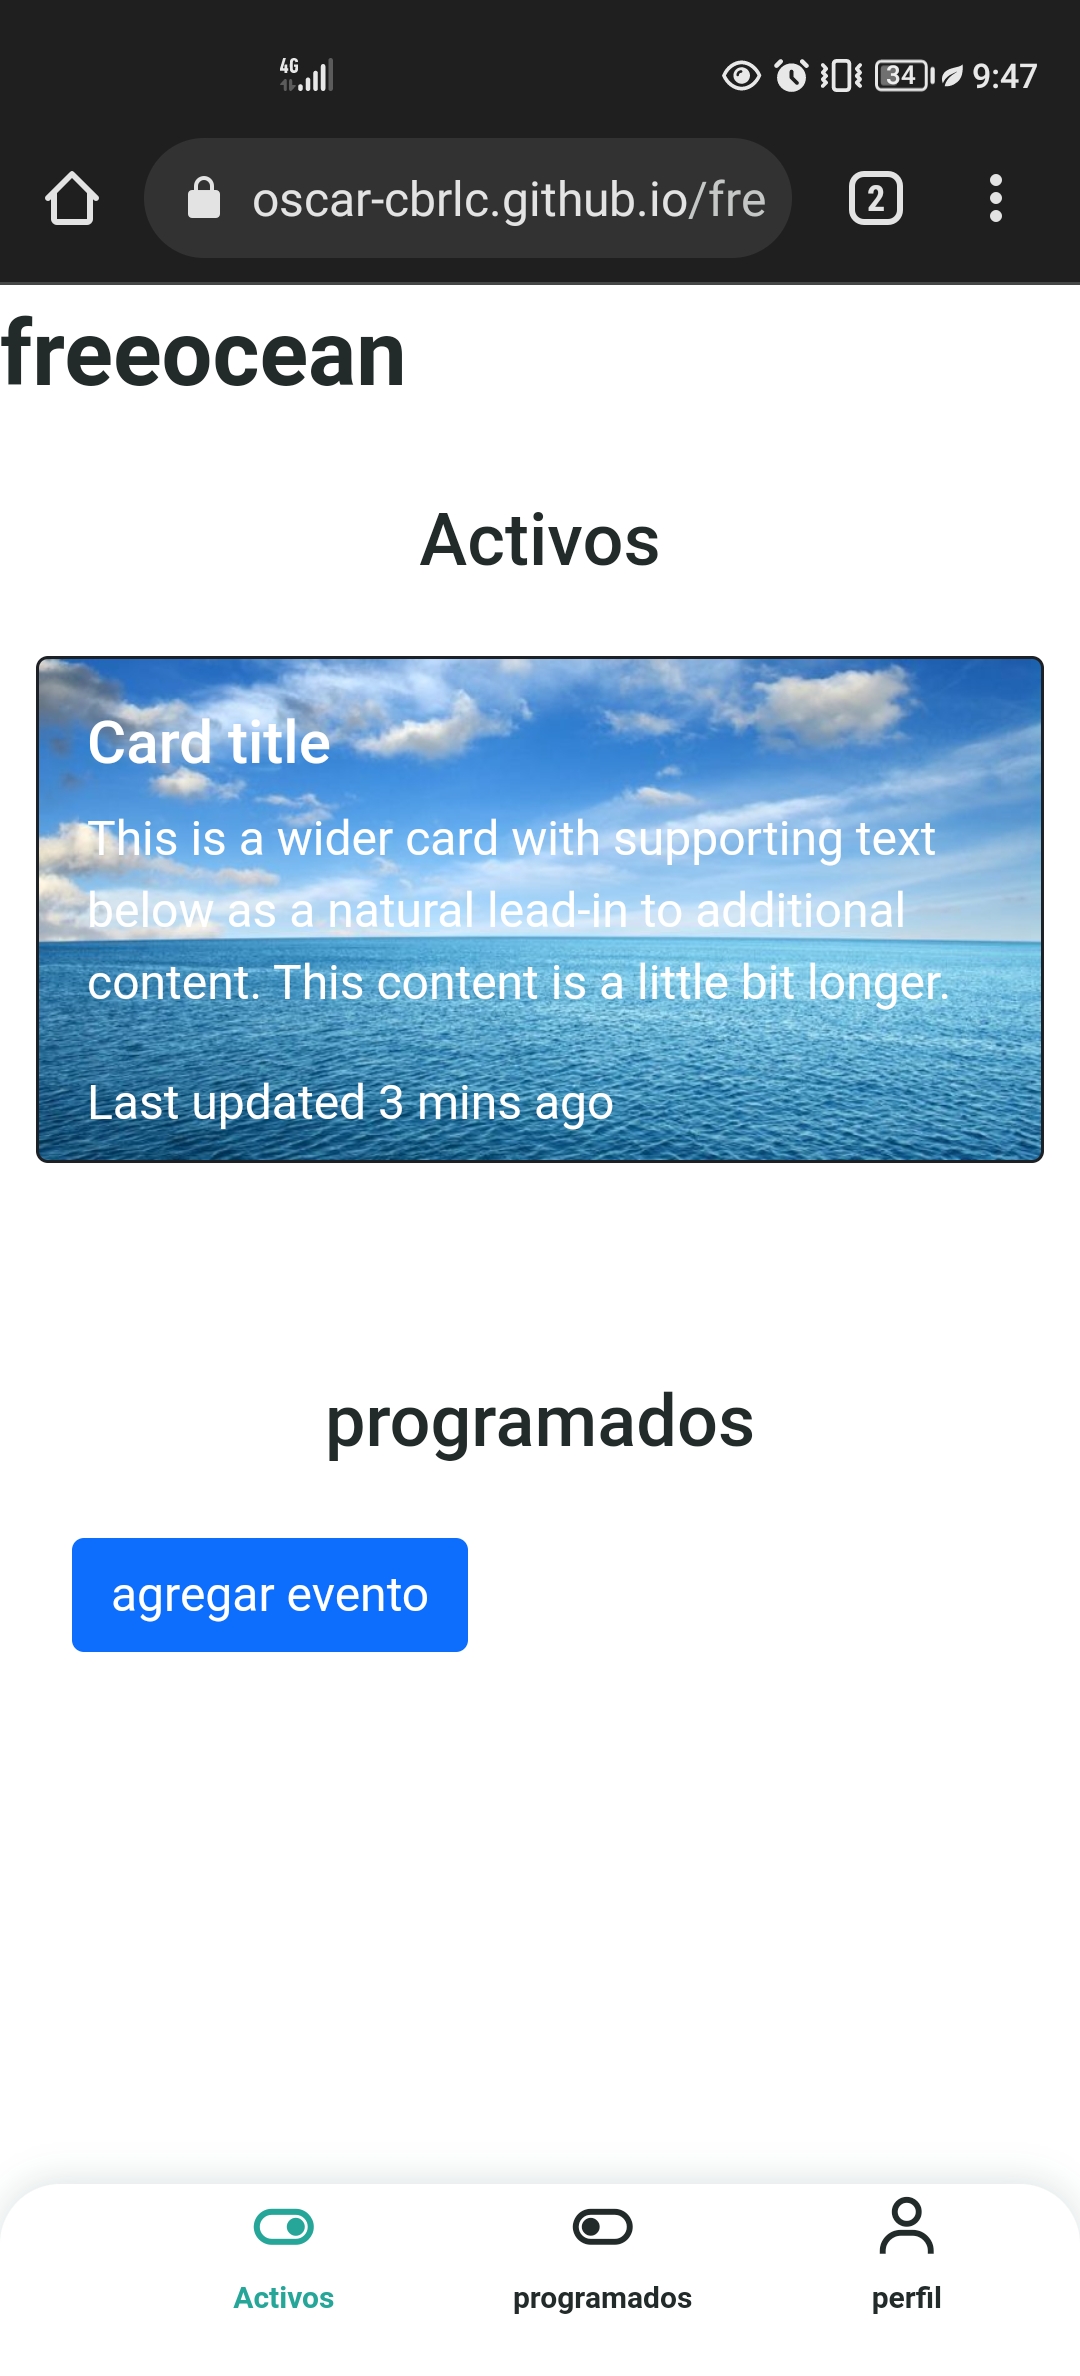 4G
34
9:47
oscar-cbrlc.github.io/fre
2
freeocean
Activos
Card title
This is a wider card with supporting text
below as a natural lead-in to additional
content. This content is a little bit longer.
Last updated 3 mins ago
programados
agregar evento
Activos
programados
perfil